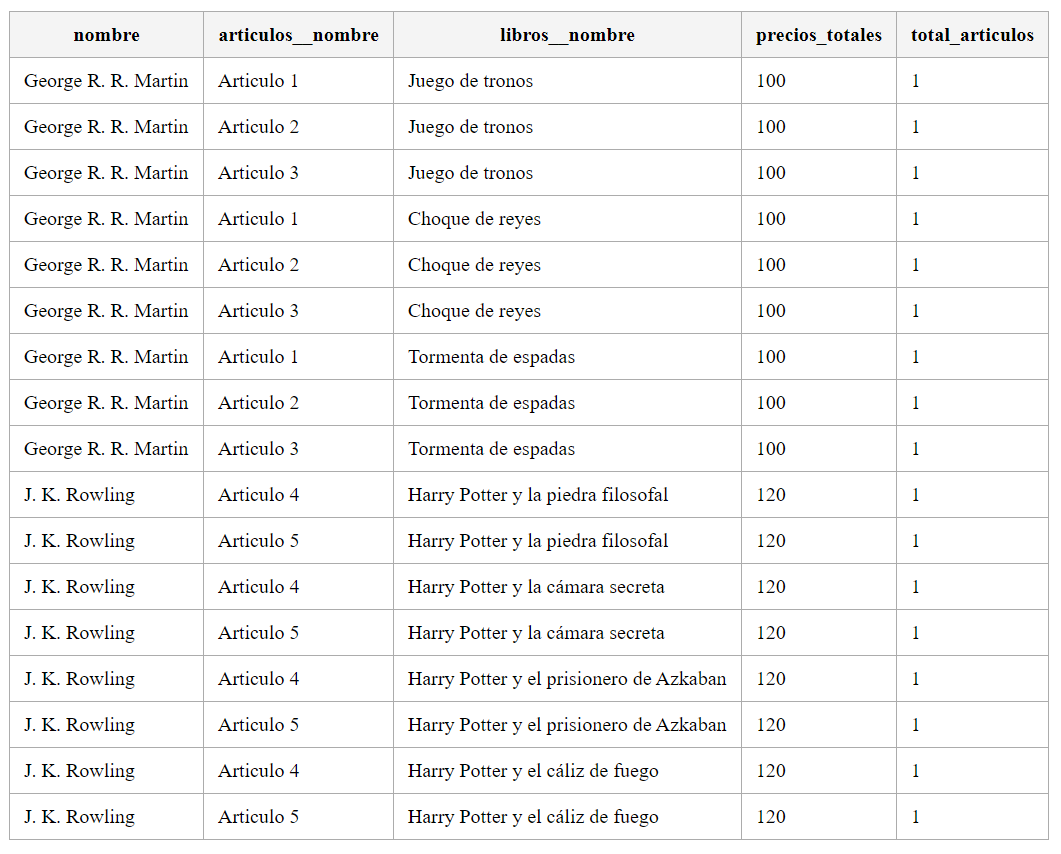 nombre articulos__nombre libros__nombre precios_totales total_articulos
George R. R. Martin Articulo 1 Juego de tronos 100 1
George R. R. Martin Articulo 2 Juego de tronos 100 1
George R. R. Martin Articulo 3 Juego de tronos 100 1
George R. R. Martin Articulo 1 Choque de reyes 100 1
George R. R. Martin Articulo 2 Choque de reyes 100 1
George R. R. Martin Articulo 3 Choque de reyes 100 1
George R. R. Martin Articulo 1 Tormenta de espadas 100 1
George R. R. Martin Articulo 2 Tormenta de espadas 100 1
George R. R. Martin Articulo 3 Tormenta de espadas 100 1
J. K. Rowling Articulo 4 Harry Potter y la piedra filosofal 120 1
J. K. Rowling Articulo 5 Harry Potter y la piedra filosofal 120 1
J. K. Rowling Articulo 4 Harry Potter y la cámara secreta 120 1
J. K. Rowling Articulo 5 Harry Potter y la cámara secreta 120 1
J. K. Rowling Articulo 4 Harry Potter y el prisionero de Azkaban 120 1
J. K. Rowling Articulo 5 Harry Potter y el prisionero de Azkaban 120 1
J. K. Rowling Articulo 4 Harry Potter y el cáliz de fuego 120 1
J. K. Rowling Articulo 5 Harry Potter y el cáliz de fuego 120 1